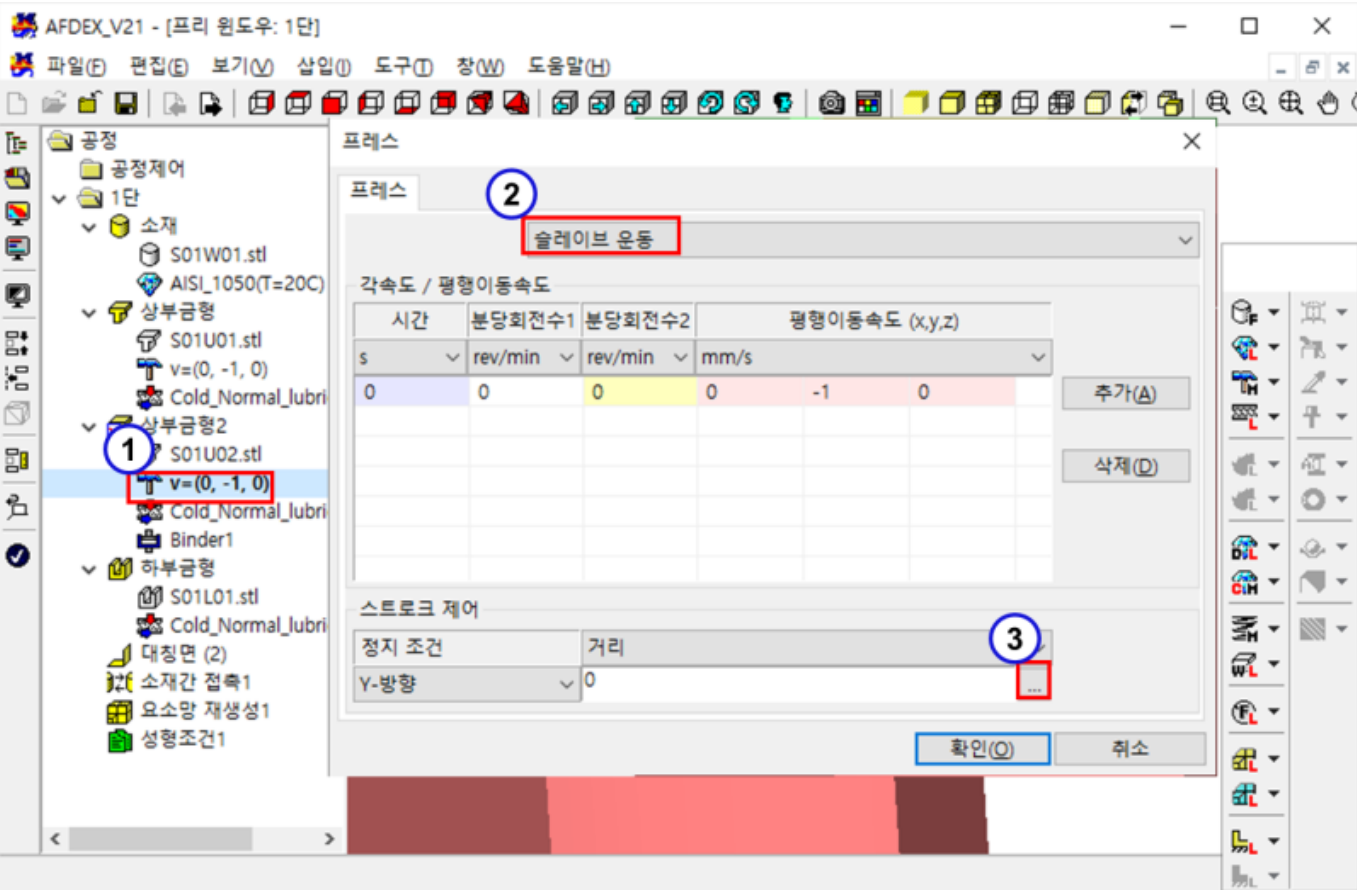 AFDEX_V21 - [프리 윈도우: 1단]
파일(F) 편집(E) 보기(V) 삽입(I) 도구(T) 창(W) 도움말(H)
공정
공정제어
1단
소재
S01W01.stl
AISI_1050(T=20C)
상부금형
S01U01.stl
v=(0, -1, 0)
Cold_Normal_lubri
상부금형2
S01U02.stl
1
v=(0, -1, 0)
Cold_Normal_lubri
Binder1
하부금형
S01L01.stl
Cold_Normal_lubri
대칭면 (2)
소재간 접촉1
요소망 재생성1
성형조건1
프레스
프레스
2
슬레이브 운동
각속도 / 평행이동속도
시간 분당회전수1 분당회전수2 평행이동속도 (x,y,z)
s rev/min rev/min mm/s
0 0 0 0 -1 0
추가(A)
삭제(D)
스트로크 제어
정지 조건 거리
3
Y-방향 0 ...
확인(O) 취소